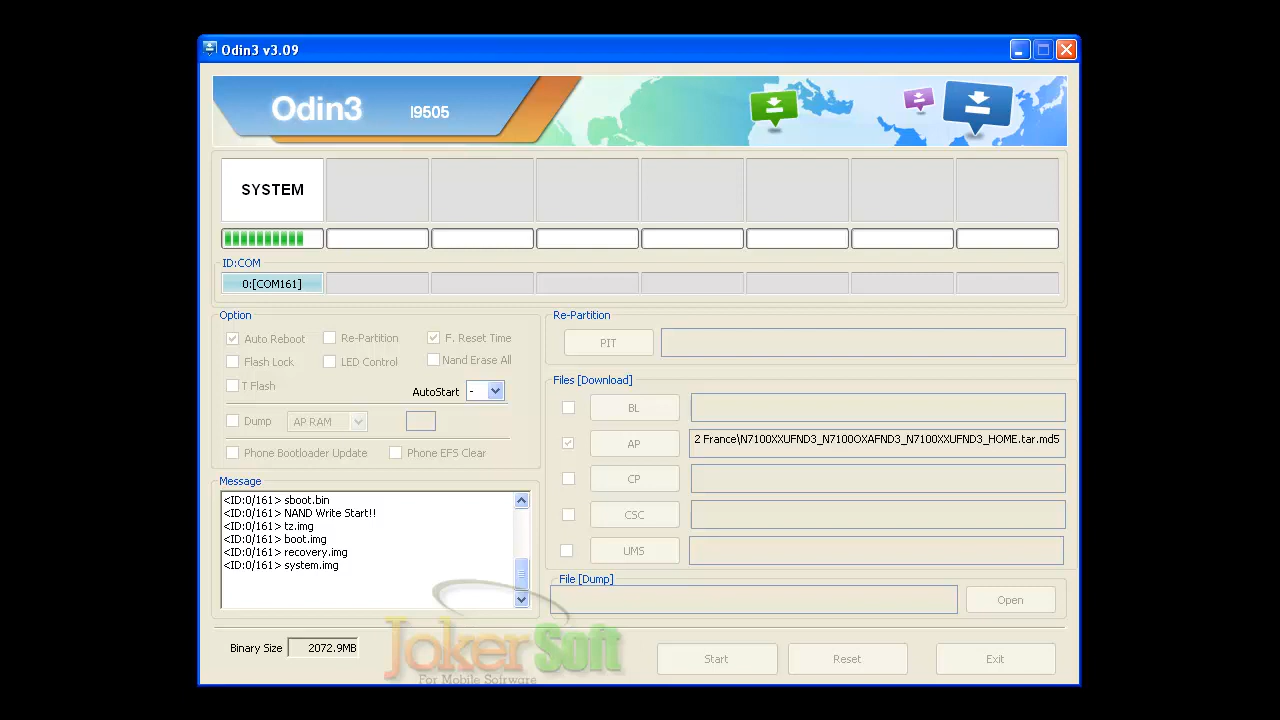 Odin3 v3.09
Odin3 I9505
SYSTEM
ID:COM
0:[COM161]
Option
Auto Reboot Re-Partition F. Reset Time
Flash Lock LED Control Nand Erase All
T Flash
AutoStart -
Dump AP RAM
Phone Bootloader Update Phone EFS Clear
Message
<ID:0/161> sboot.bin
<ID:0/161> NAND Write Start!!
<ID:0/161> tz.img
<ID:0/161> boot.img
<ID:0/161> recovery.img
<ID:0/161> system.img
Re-Partition
PIT
Files [Download]
BL
AP 2 France\N7100XXUFND3_N7100OXAFND3_N7100XXUFND3_HOME.tar.md5
CP
CSC
UMS
File [Dump]
Open
Binary Size 2072.9MB
JokerSoft
For Mobile Sofrware
Start Reset Exit